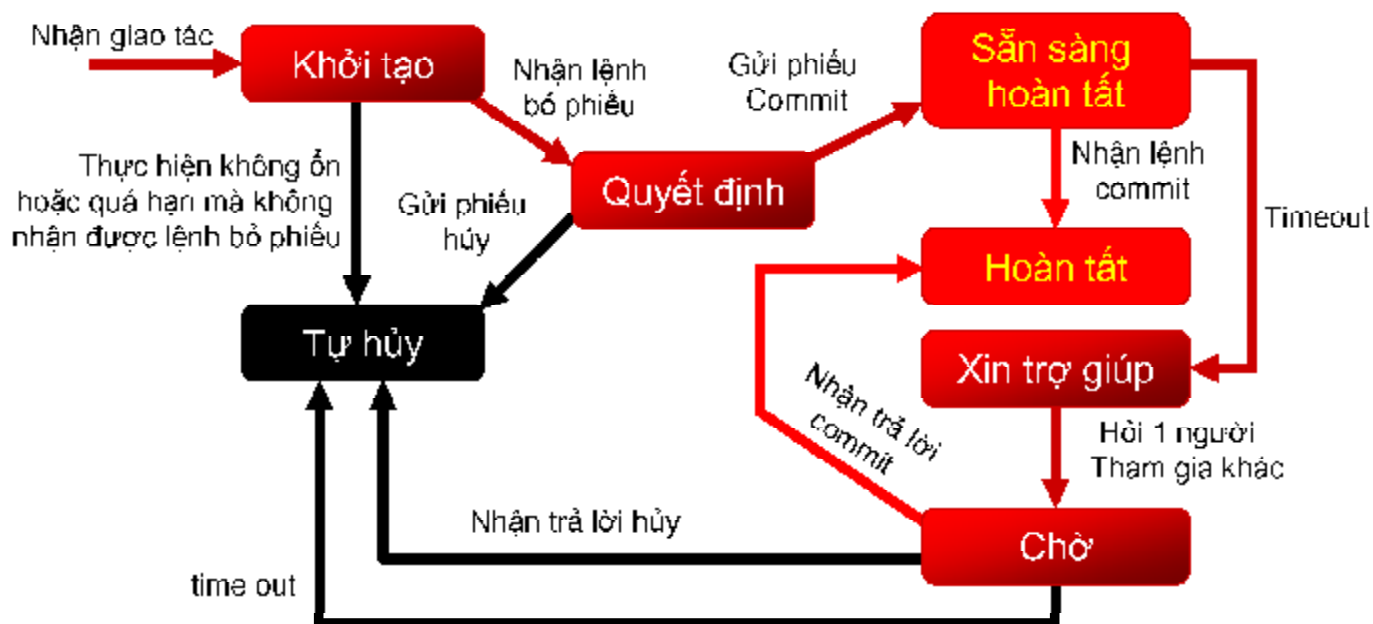 Nhận giao tác
Khởi tạo
Nhận lệnh
bỏ phiếu
Gửi phiếu
Commit
Sẵn sàng
hoàn tất
Thực hiện không ổn
hoặc quá hạn mà không
nhận được lệnh bỏ phiếu
Gửi phiếu
hủy
Quyết định
Nhận lệnh
commit
Timeout
Hoàn tất
Tự hủy
Xin trợ giúp
Nhận trả lời
commit
Hỏi 1 người
Tham gia khác
Nhận trả lời hủy
Chờ
time out